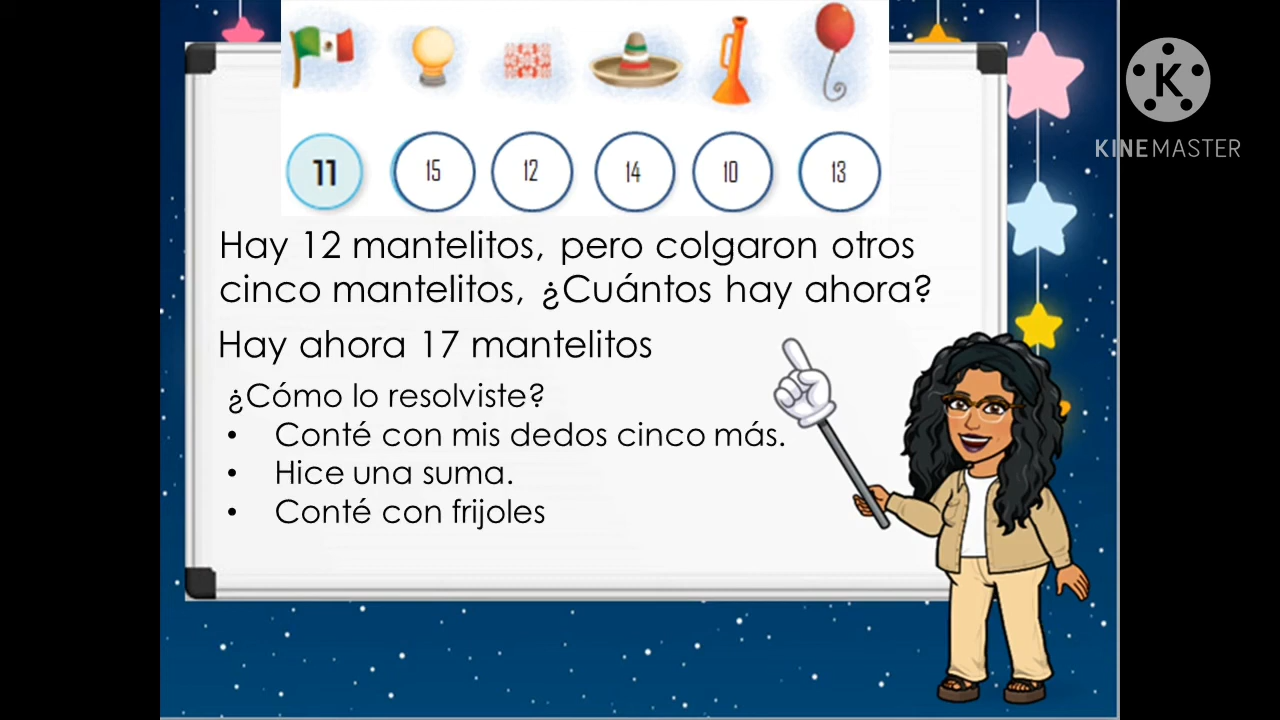 11 15 12 14 10 13
K
KINEMASTER
Hay 12 mantelitos, pero colgaron otros
cinco mantelitos, ¿Cuántos hay ahora?
Hay ahora 17 mantelitos
¿Cómo lo resolviste?
• Conté con mis dedos cinco más.
• Hice una suma.
• Conté con frijoles